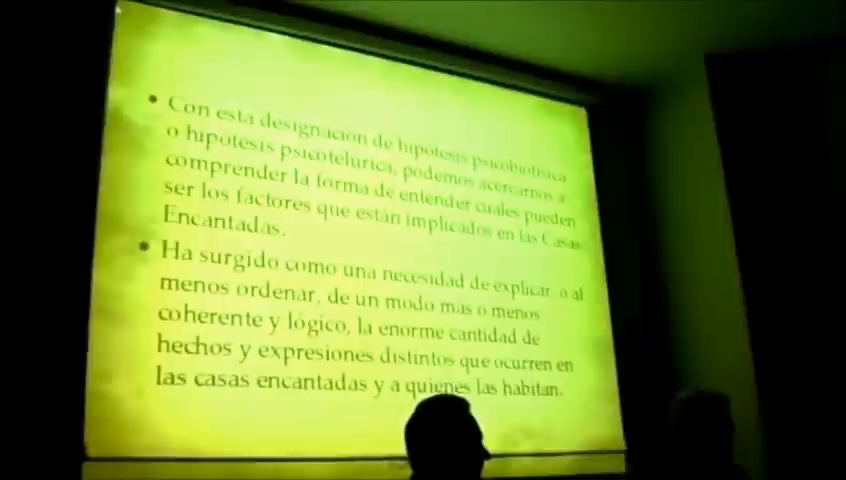 • Con esta designación de hipótesis psicobiofísica
o hipótesis psicotelúrica, podemos acercarnos a
comprender la forma de entender cuales pueden
ser los factores que están implicados en las Casas
Encantadas.
• Ha surgido como una necesidad de explicar, o al
menos ordenar, de un modo mas o menos
coherente y lógico, la enorme cantidad de
hechos y expresiones distintos que ocurren en
las casas encantadas y a quienes las habitan.